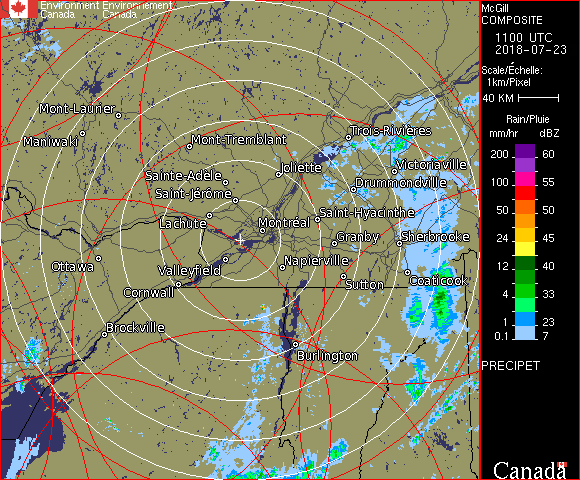 Environment Environnement
Canada Canada
McGill
COMPOSITE
1100 UTC
2018-07-23
Scale/Échelle:
1km/Pixel
40 KM
Rain/Pluie
mm/hr dBZ
200 60
100 55
50 50
24 45
12 40
4 33
1 23
0.1 7
PRECIPET
Canada
Mont-Laurier
Maniwaki
Mont-Tremblant
Trois-Rivières
Sainte-Adèle
Joliette
Victoriaville
Saint-Jérôme
Drummondville
Lachute
Montréal
Saint-Hyacinthe
Granby
Sherbrooke
Ottawa
Valleyfield
Napierville
Cornwall
Sutton
Coaticook
Brockville
Burlington